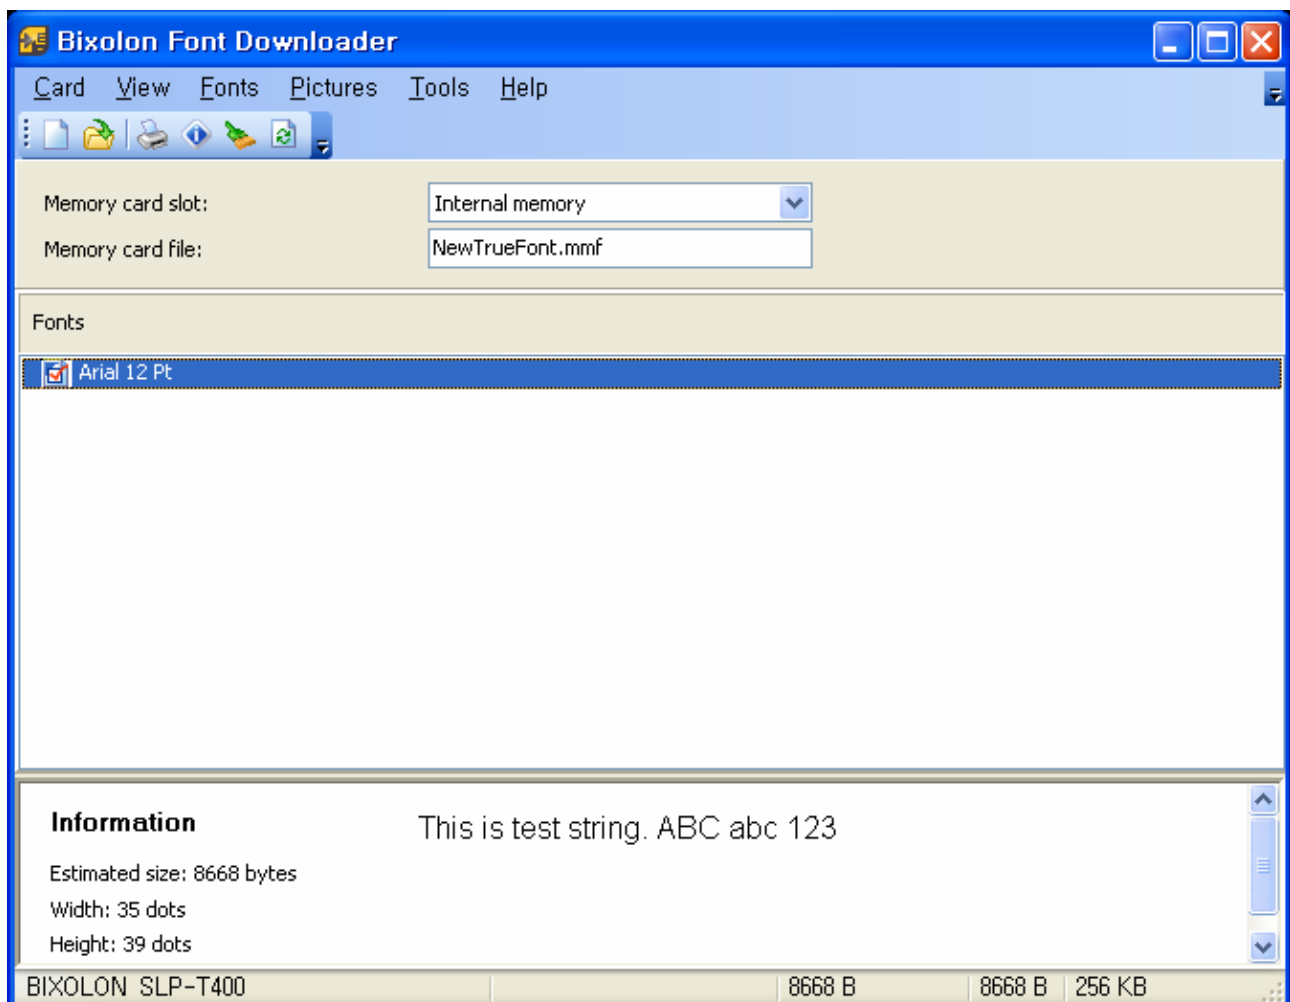 Bixolon Font Downloader
Card View Fonts Pictures Tools Help
Memory card slot: Internal memory
Memory card file: NewTrueFont.mmf
Fonts
Arial 12 Pt
Information
This is test string. ABC abc 123
Estimated size: 8668 bytes
Width: 35 dots
Height: 39 dots
BIXOLON SLP-T400 8668 B 8668 B 256 KB